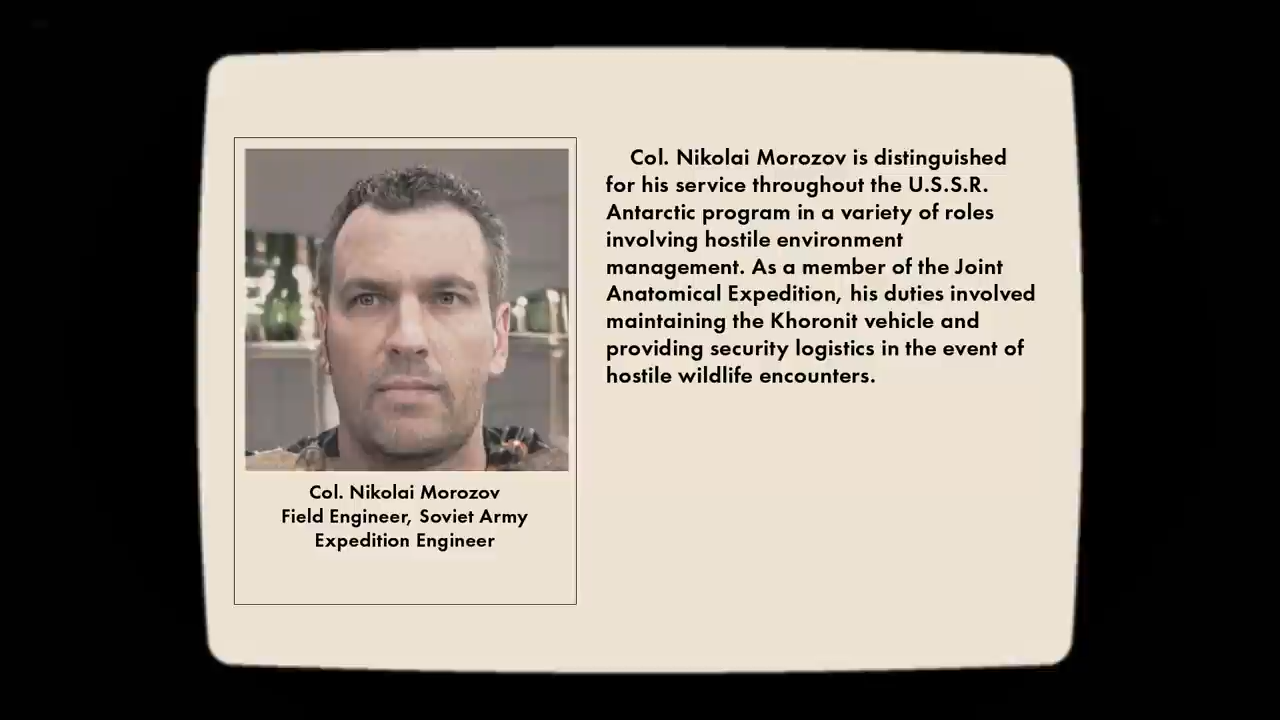 Col. Nikolai Morozov is distinguished
for his service throughout the U.S.S.R.
Antarctic program in a variety of roles
involving hostile environment
management. As a member of the Joint
Anatomical Expedition, his duties involved
maintaining the Khoronit vehicle and
providing security logistics in the event of
hostile wildlife encounters.
Col. Nikolai Morozov
Field Engineer, Soviet Army
Expedition Engineer